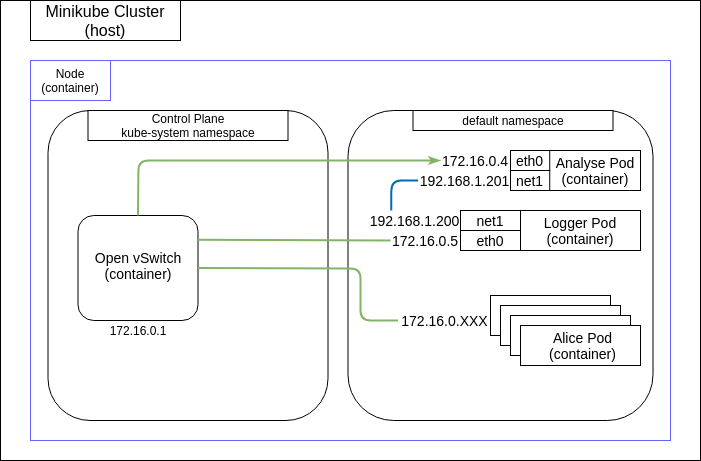 Minikube Cluster
(host)
Node
(container)
Control Plane
kube-system namespace
default namespace
172.16.0.4
eth0
Analyse Pod
(container)
192.168.1.201
net1
192.168.1.200
net1
Logger Pod
(container)
172.16.0.5
eth0
Open vSwitch
(container)
172.16.0.1
172.16.0.XXX
Alice Pod
(container)